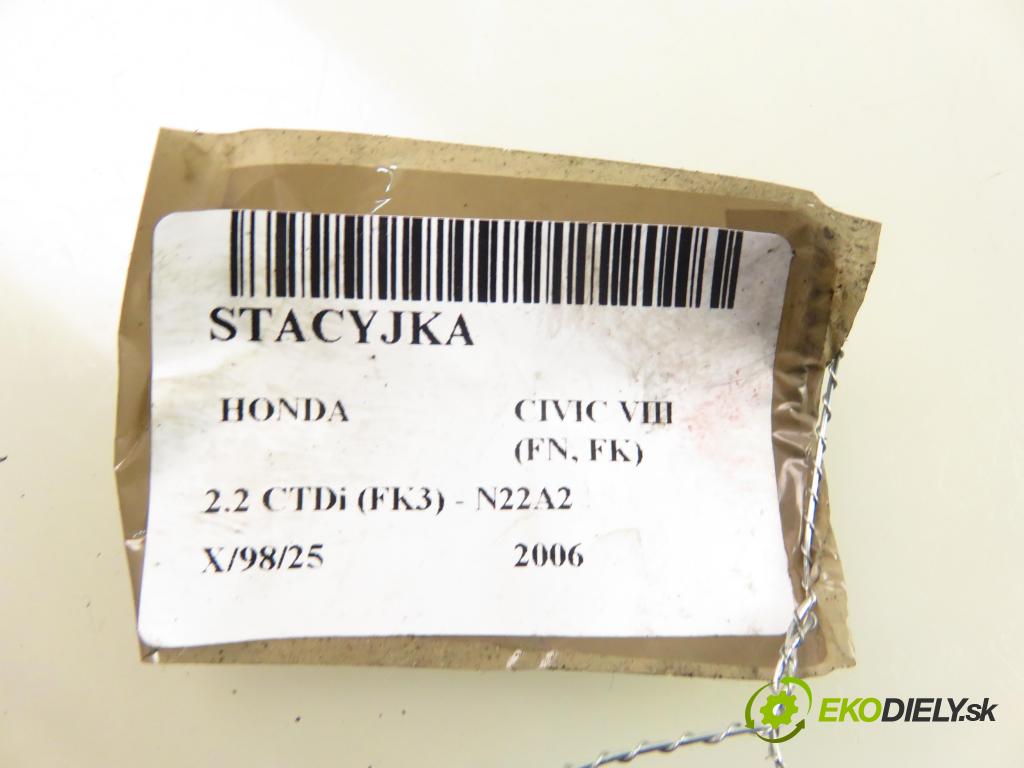 STACYJKA
HONDA CIVIC VIII
(FN, FK)
2.2 CTDi (FK3) - N22A2
X/98/25 2006
EKODIELY.sk